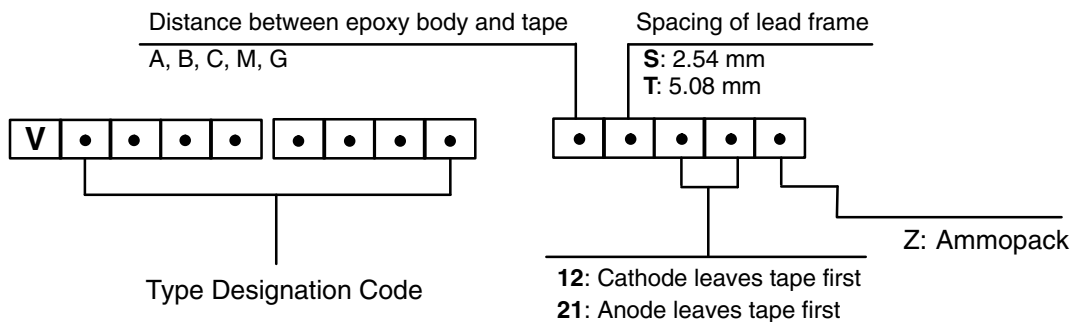 Distance between epoxy body and tape
A, B, C, M, G
Spacing of lead frame
S: 2.54 mm
T: 5.08 mm
V
Type Designation Code
12: Cathode leaves tape first
21: Anode leaves tape first
Z: Ammopack